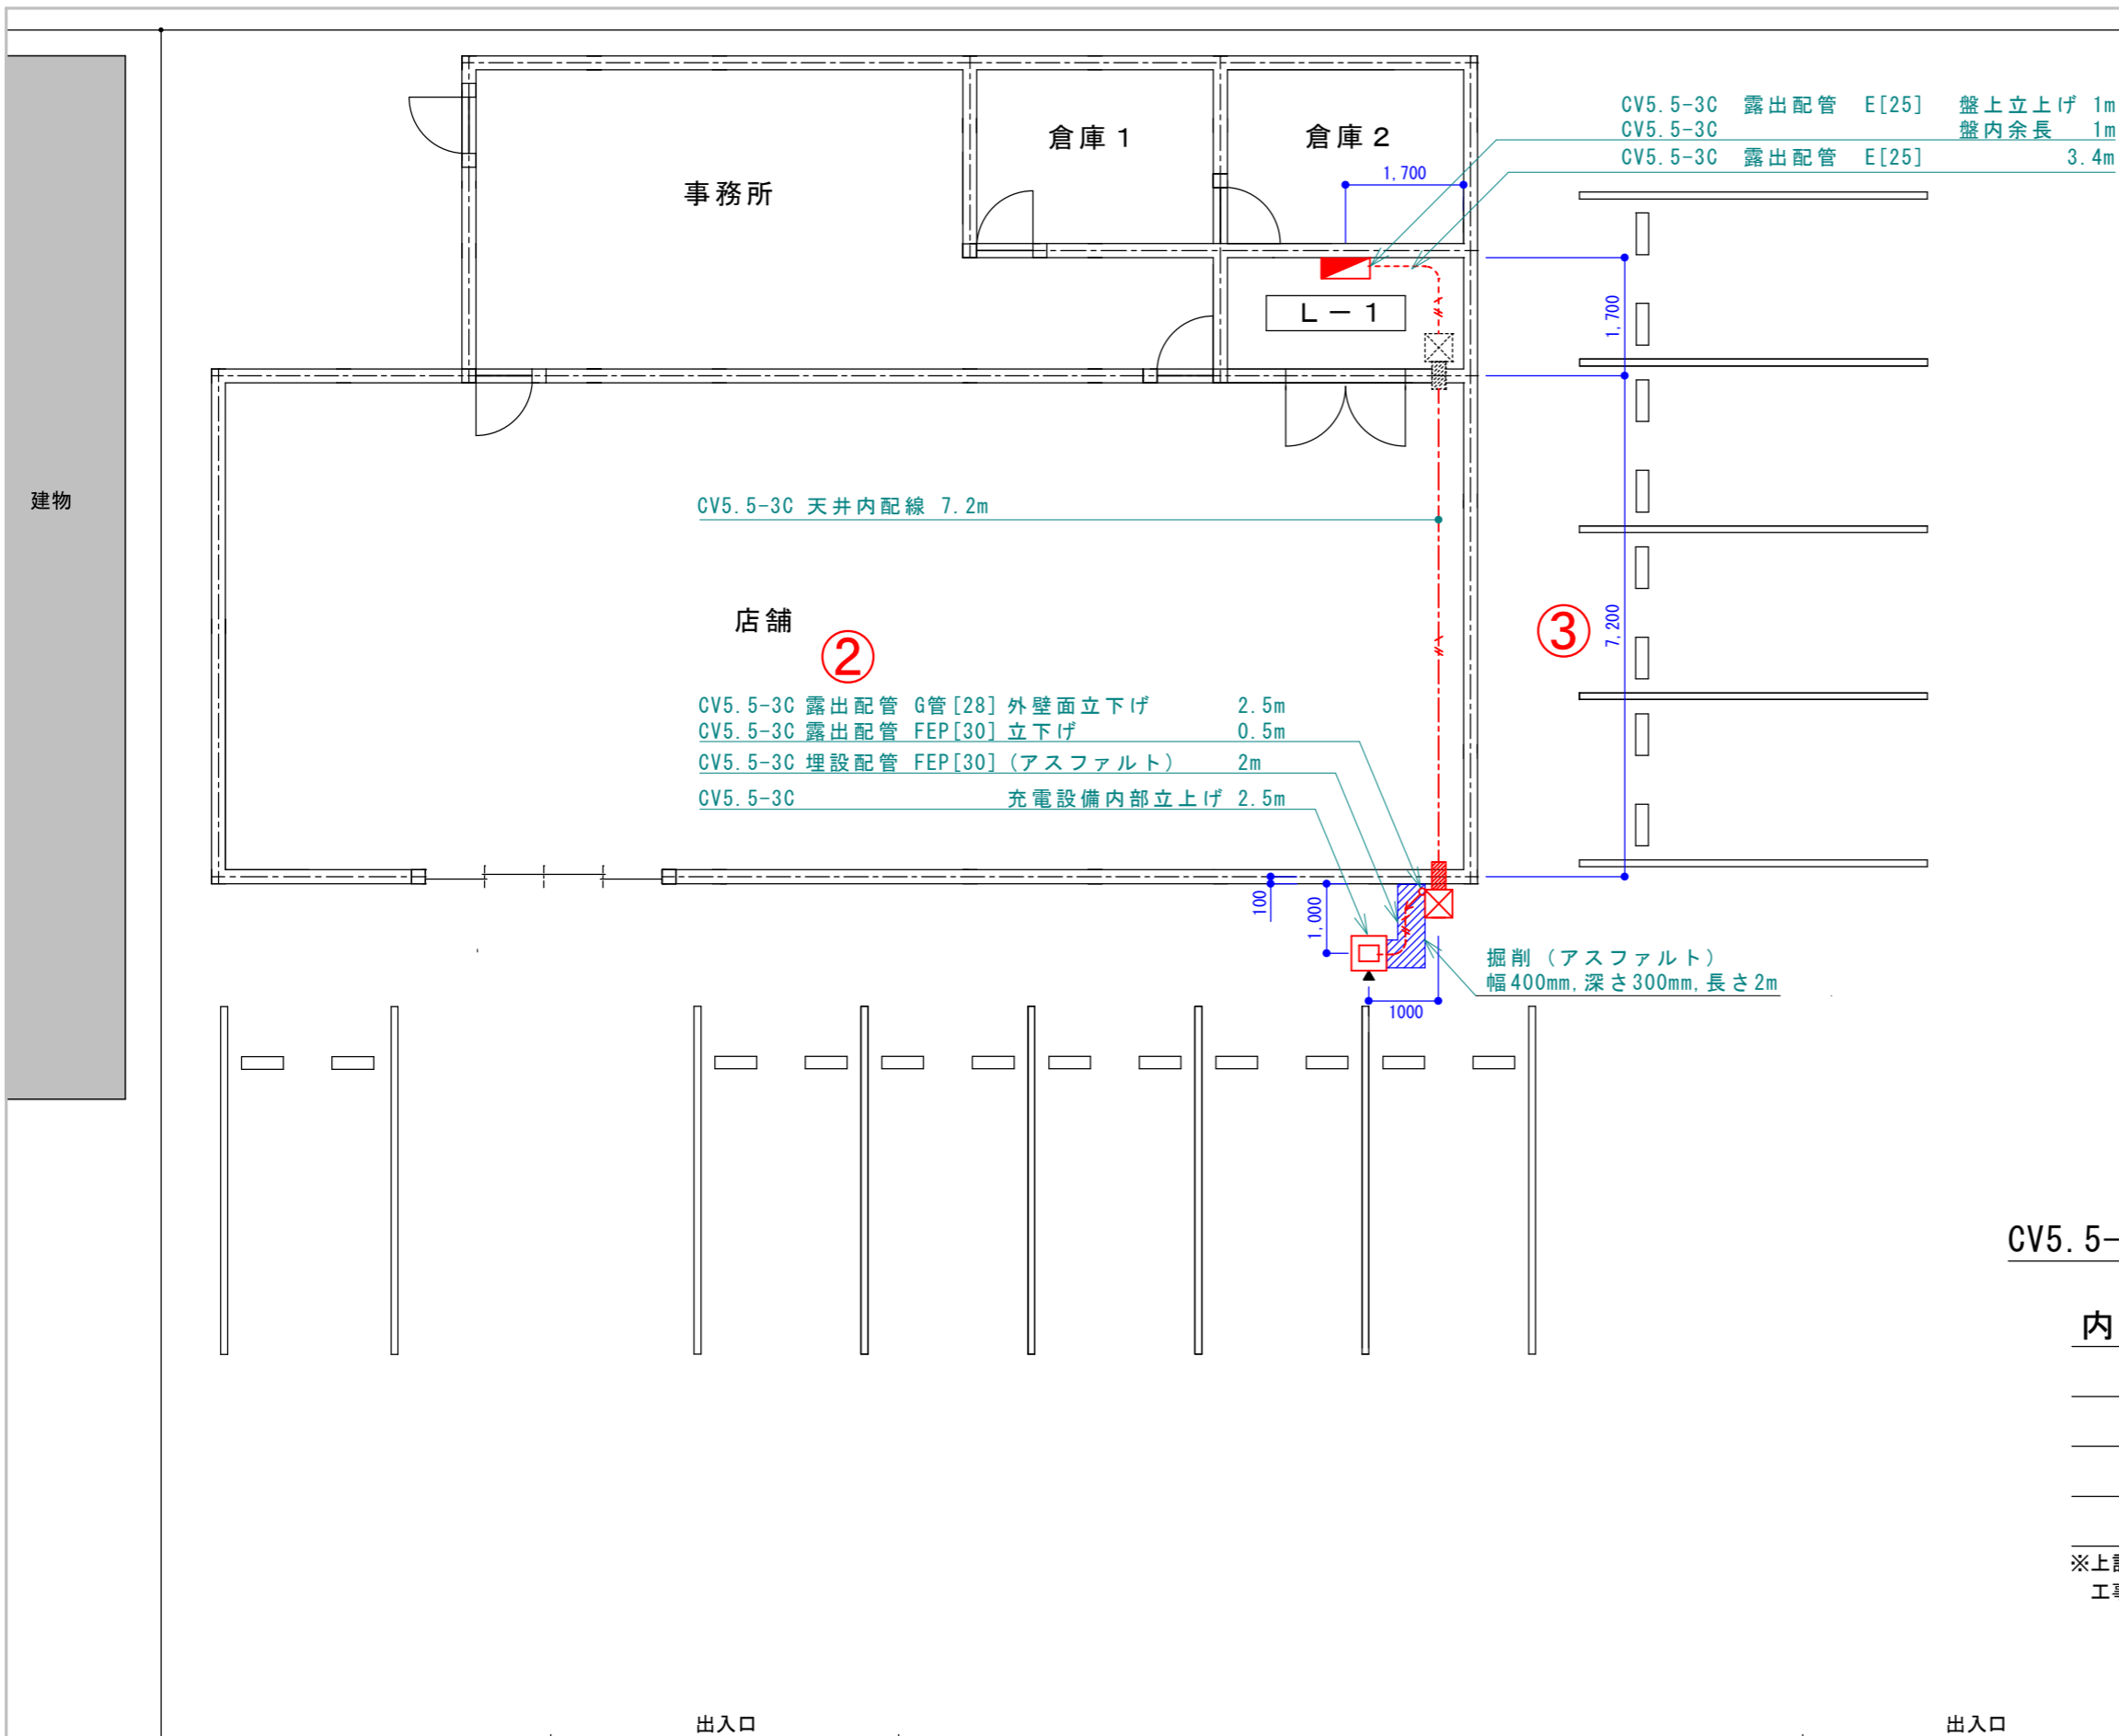 CV5.5-3C 露出配管 E[25] 盤上立上げ 1m
CV5.5-3C 盤内余長 1m
CV5.5-3C 露出配管 E[25] 3.4m
倉庫1
倉庫2
1,700
事務所
L-1
1,700
建物
CV5.5-3C 天井内配線 7.2m
店舗
②
③
7,200
CV5.5-3C 露出配管 G管[28] 外壁面立下げ 2.5m
CV5.5-3C 露出配管 FEP[30] 立下げ 0.5m
CV5.5-3C 埋設配管 FEP[30] (アスファルト) 2m
CV5.5-3C 充電設備内部立上げ 2.5m
100
1,000
掘削 (アスファルト)
幅400mm,深さ300mm,長さ2m
1000
CV5.5-
内
※上
工事
出入口
出入口